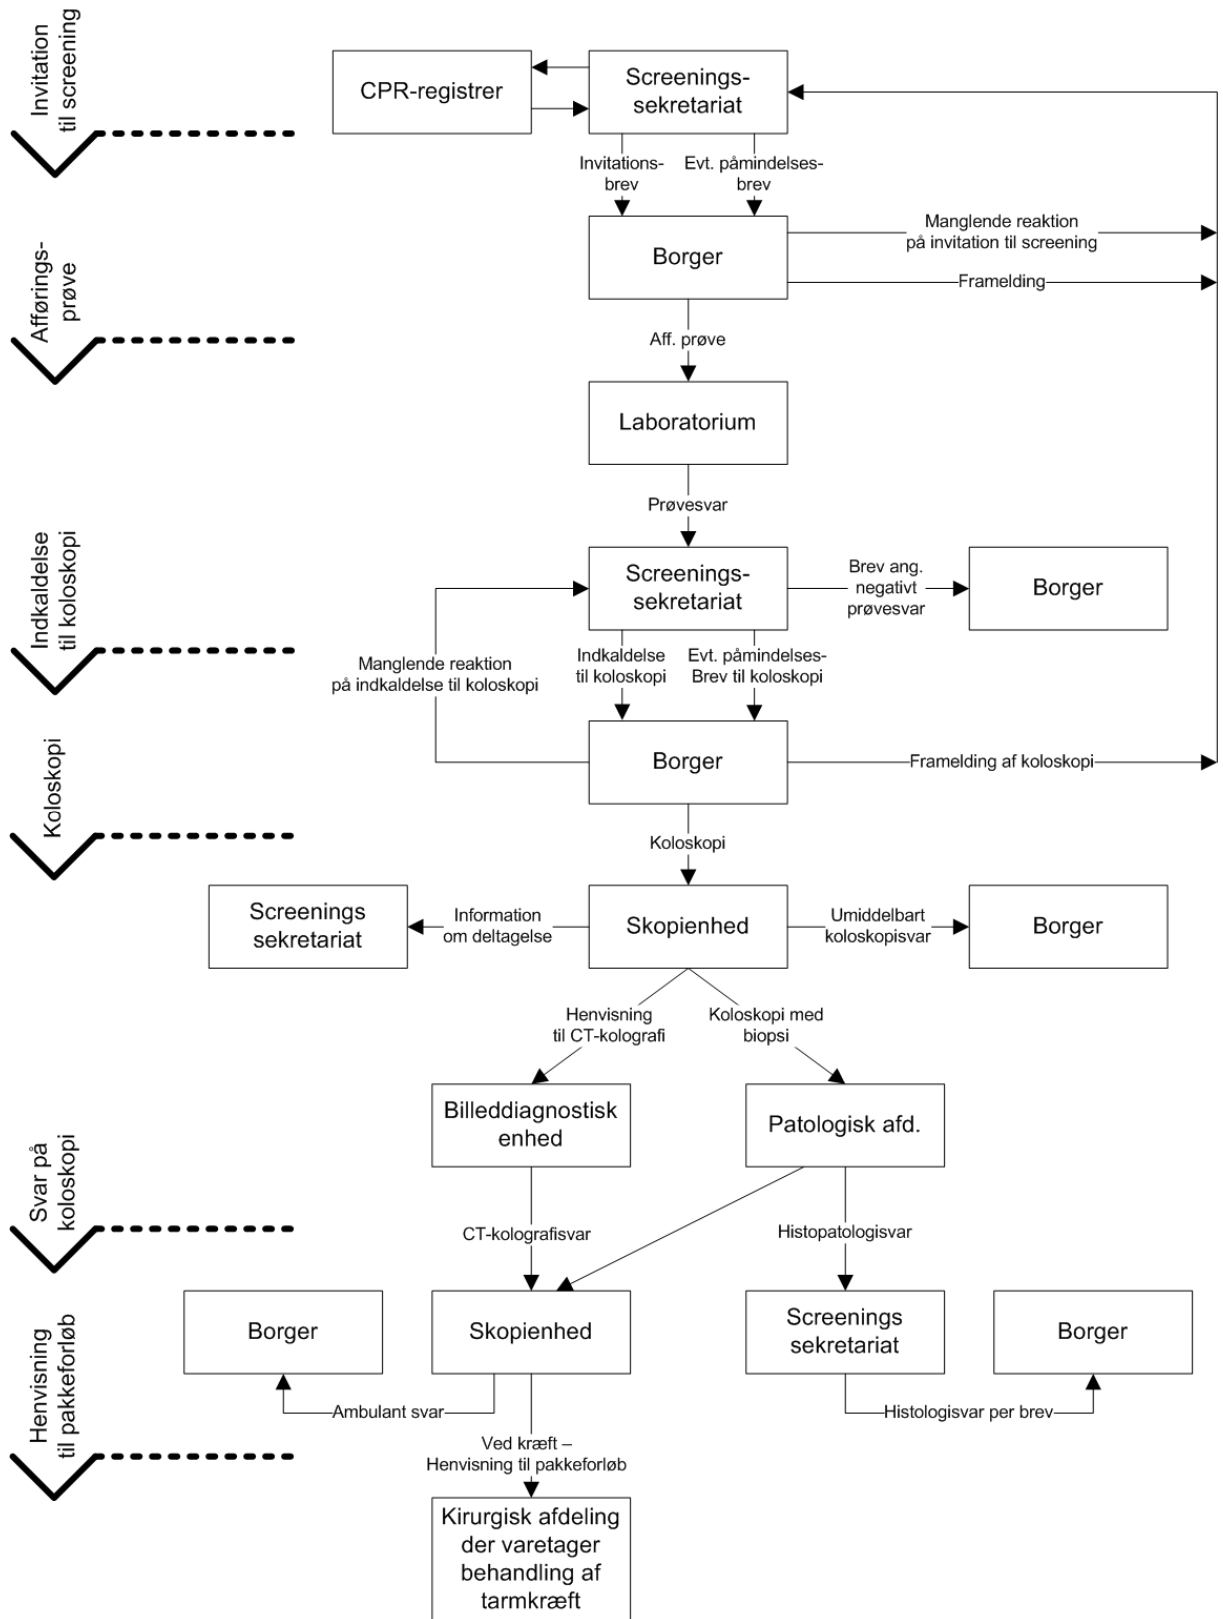 Invitation
til screening
CPR-registrer
Screenings-
sekretariat
Invitations-
brev
Evt. påmindelses-
brev
Afførings-
prøve
Borger
Manglende reaktion
på invitation til screening
Framelding
Aff. prøve
Laboratorium
Prøvesvar
Indkaldelse
til koloskopi
Screenings-
sekretariat
Brev ang.
negativt
prøvesvar
Borger
Manglende reaktion
på indkaldelse til koloskopi
Indkaldelse
til koloskopi
Evt. påmindelses-
Brev til koloskopi
Koloskopi
Borger
Framelding af koloskopi
Koloskopi
Screenings
sekretariat
Information
om deltagelse
Skopienhed
Umiddelbart
koloskopisvar
Borger
Henvisning
til CT-kolografi
Koloskopi med
biopsi
Billeddiagnostisk
enhed
Patologisk afd.
Svar på
koloskopi
CT-kolografisvar
Histopatologisvar
Henvisning
til pakkeforløb
Borger
Skopienhed
Screenings
sekretariat
Borger
Ambulant svar
Histologisvar per brev
Ved kræft –
Henvisning til pakkeforløb
Kirurgisk afdeling
der varetager
behandling af
tarmkræft